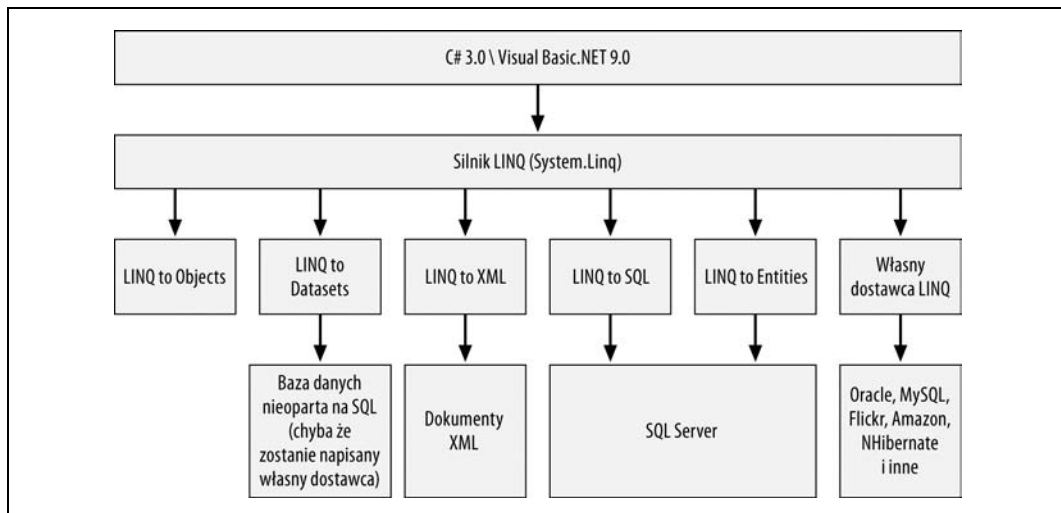 C# 3.0 \ Visual Basic.NET 9.0
Silnik LINQ (System.Linq)
LINQ to Objects
LINQ to
Datasets
LINQ to XML
LINQ to SQL
LINQ to Entities
Własny
dostawca LINQ
Baza danych
nieoparta na SQL
(chyba że
zostanie napisany
własny dostawca)
Dokumenty
XML
SQL Server
Oracle, MySQL,
Flickr, Amazon,
NHibernate
i inne